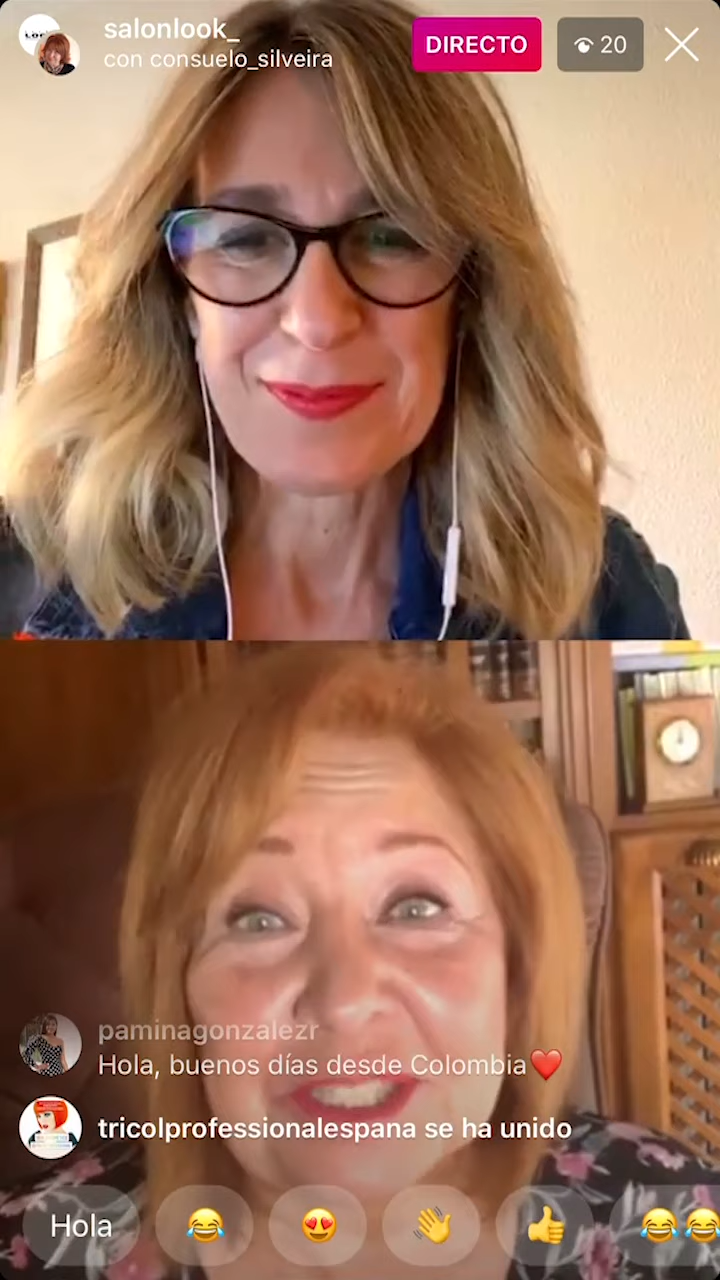 salonlook_
con consuelo_silveira
DIRECTO
20
paminagonzalezr
Hola, buenos días desde Colombia❤️
tricolprofessionalespana se ha unido
Hola